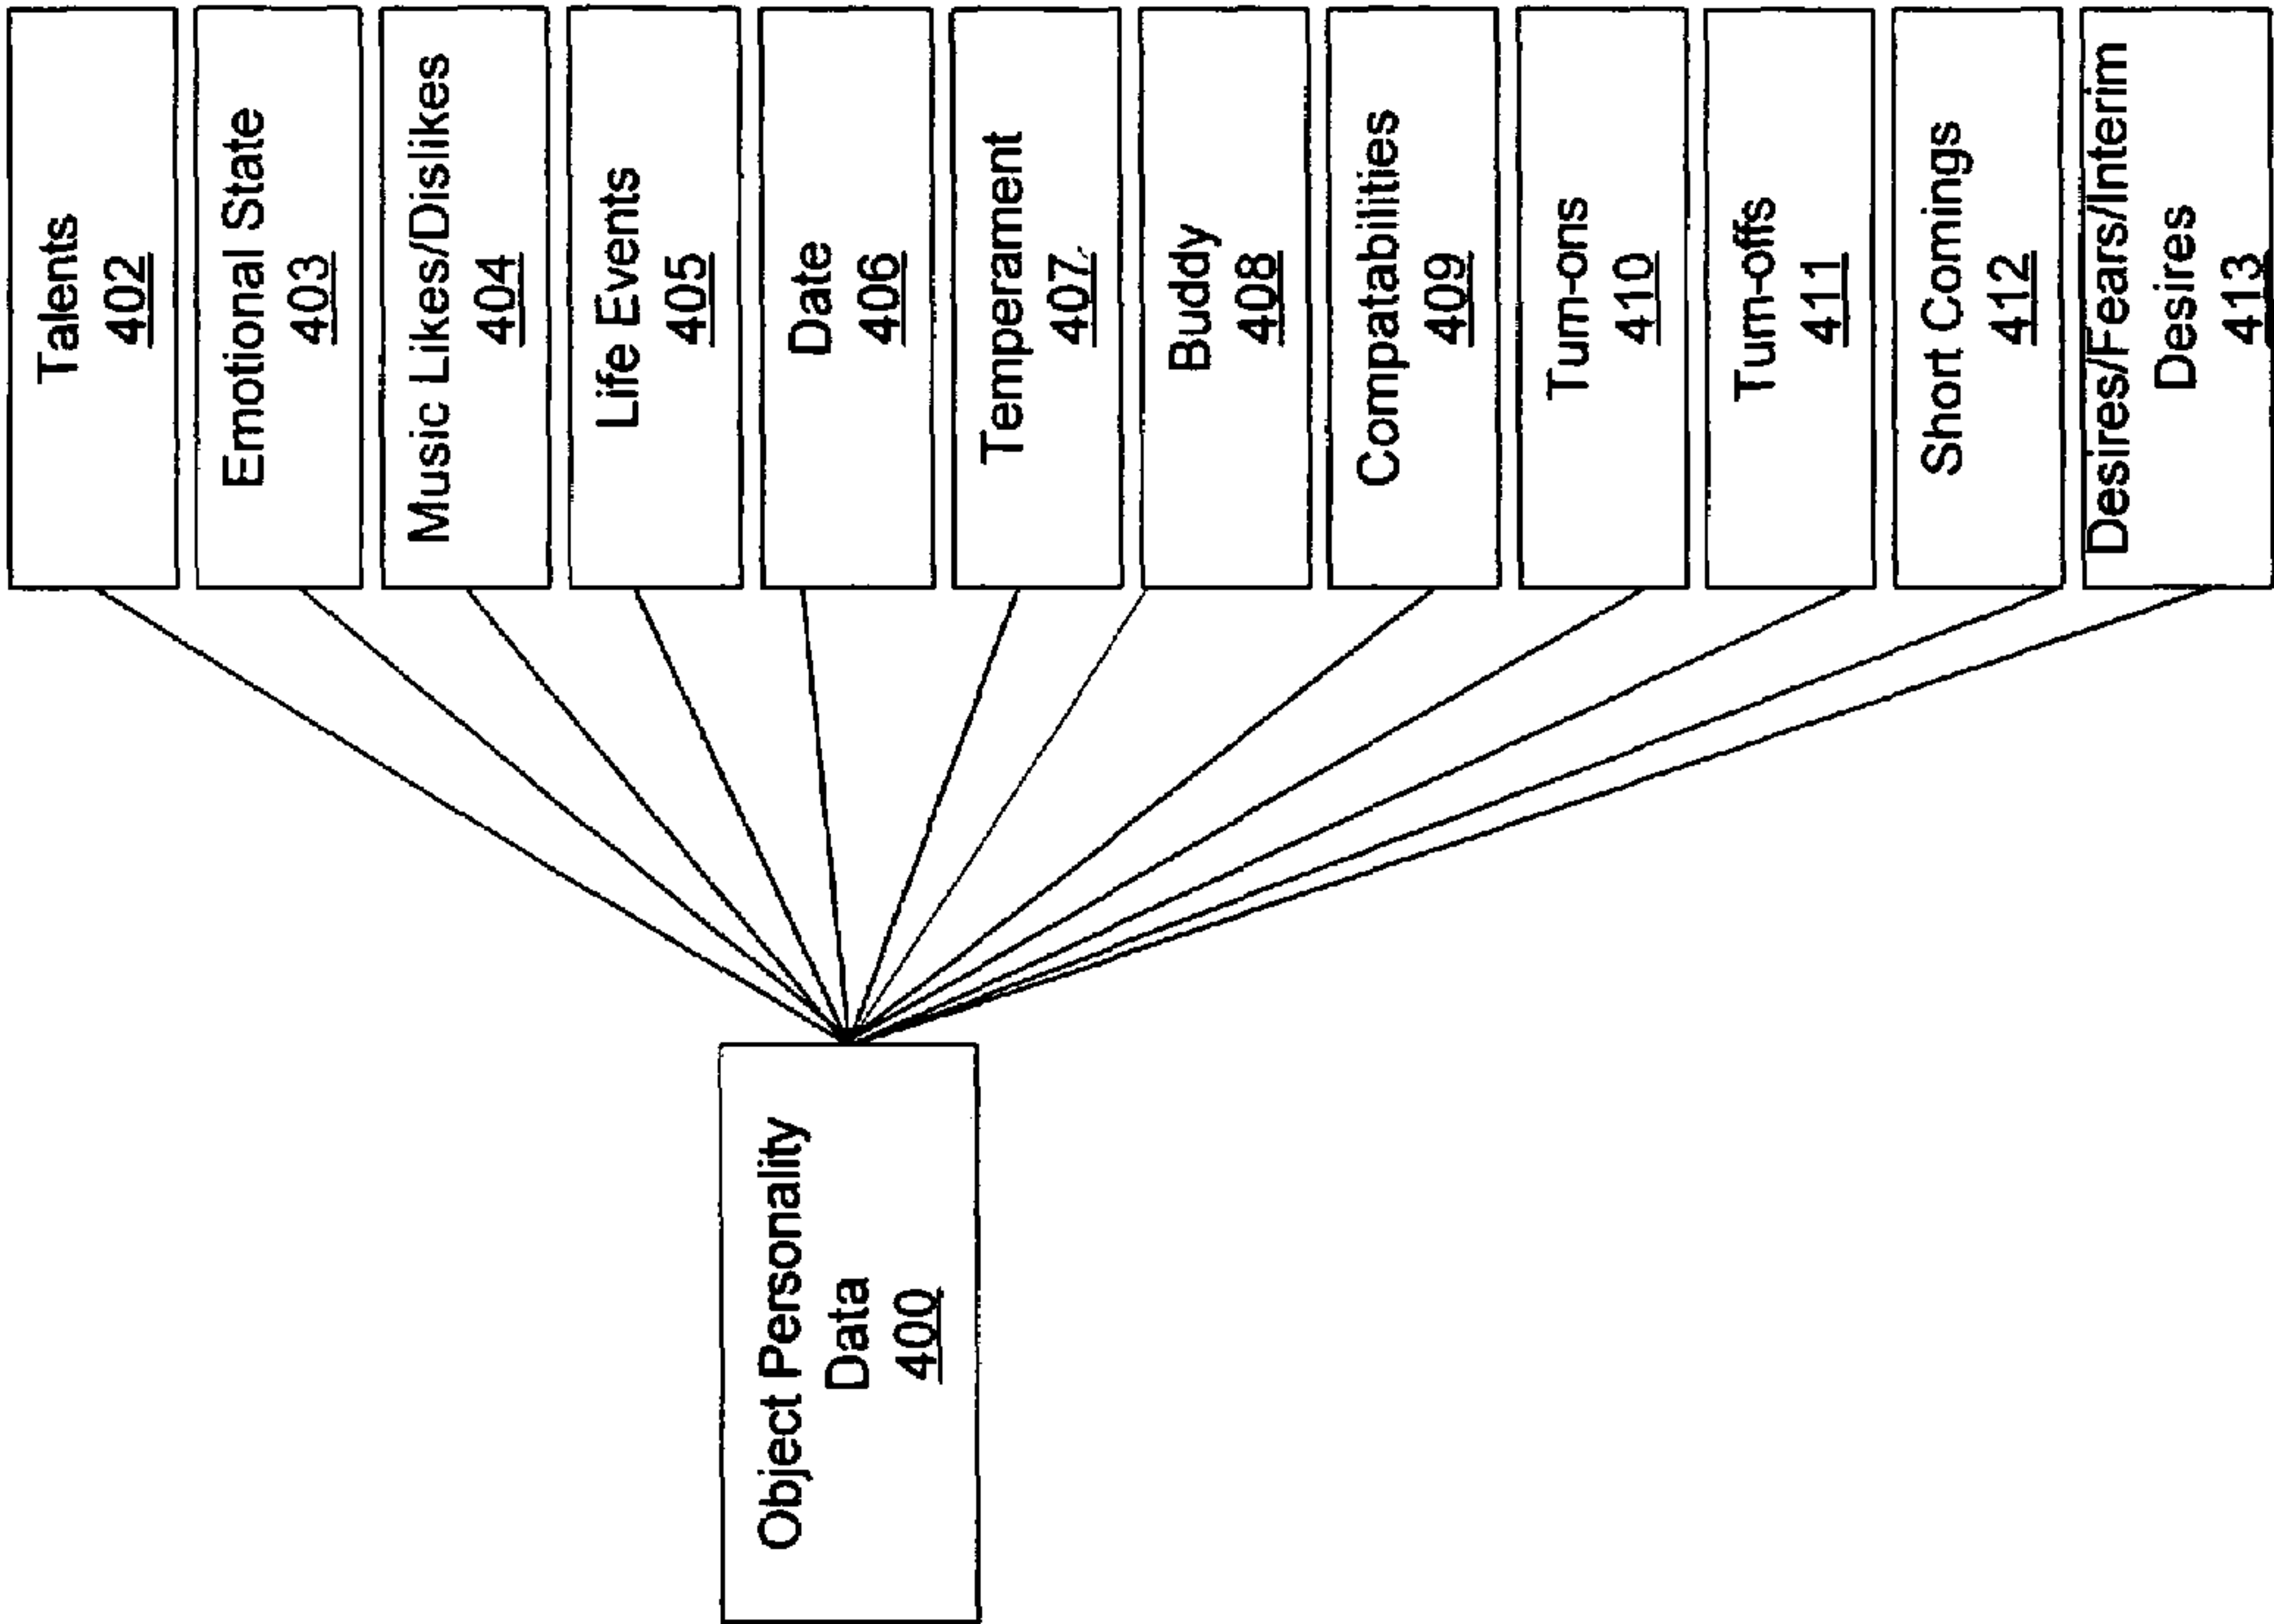 Talents
402
Emotional State
403
Music Likes/Dislikes
404
Life Events
405
Date
406
Temperament
407
Buddy
408
Compatabilities
409
Turn-ons
410
Turn-offs
411
Short Comings
412
Desires/Fears/Interim
Desires
413
Object Personality
Data
400